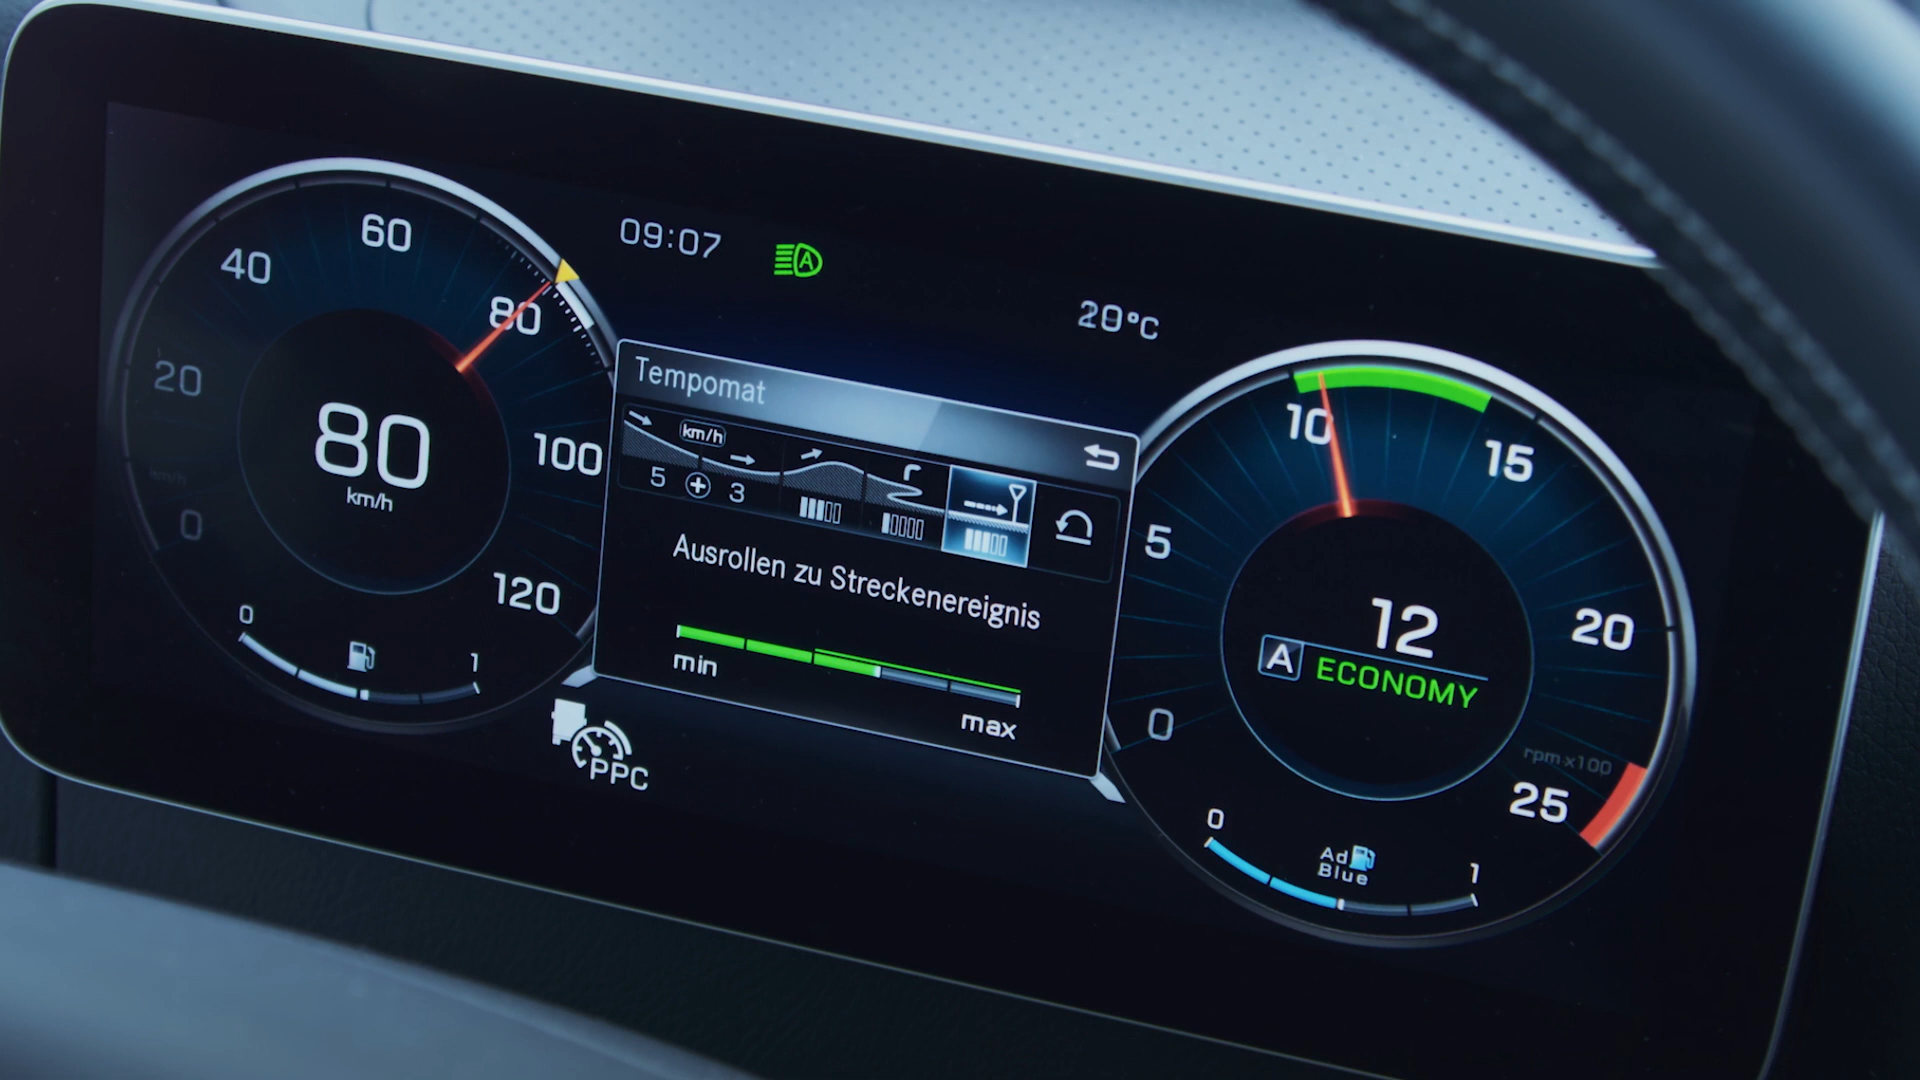 09:07
A
20°C
0
20
40
60
80
100
120
80
km/h
0
1
Tempomat
km/h
5
3
Ausrollen zu Streckenereignis
min
max
PPC
0
5
10
15
20
25
12
A ECONOMY
rpm x100
0
Ad
Blue
1